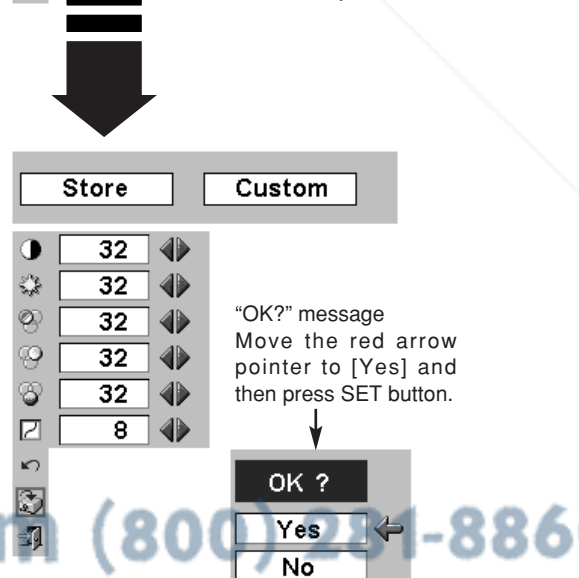 Store Custom
32
32
32
32
32
8
“OK?” message
Move the red arrow
pointer to [Yes] and
then press SET button.
OK ?
Yes
No
m (800) 281-886